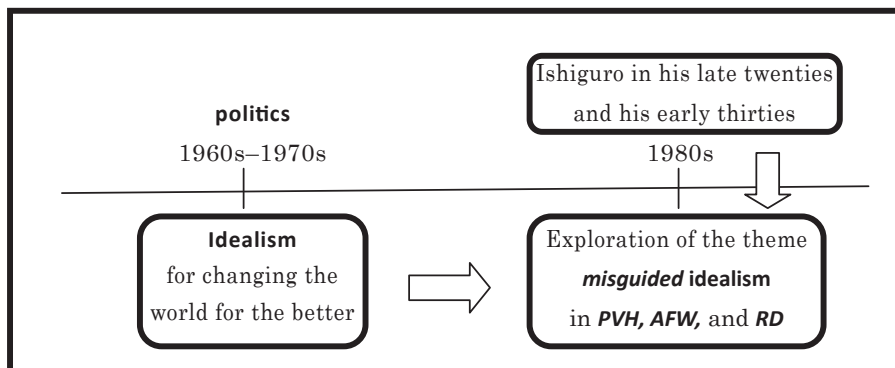 Ishiguro in his late twenties
and his early thirties
politics
1960s–1970s
1980s
Idealism
for changing the
world for the better
Exploration of the theme
misguided idealism
in PVH, AFW, and RD